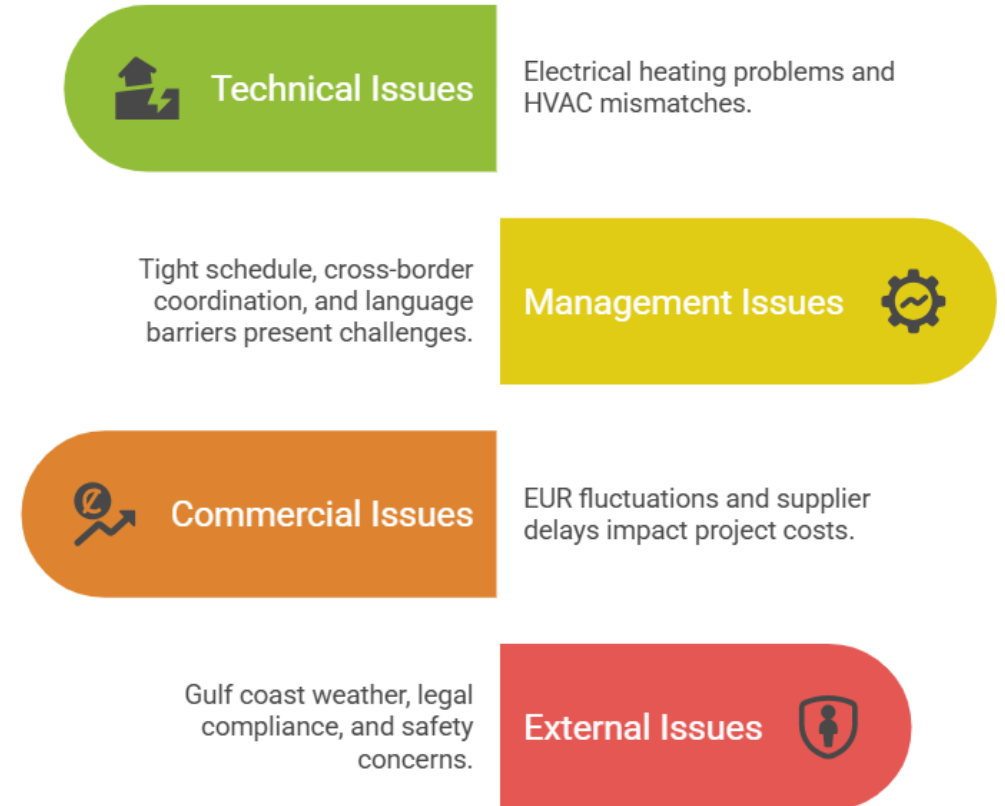 Technical Issues
Electrical heating problems and
HVAC mismatches.
Tight schedule, cross-border
coordination, and language
barriers present challenges.
Management Issues
Commercial Issues
EUR fluctuations and supplier
delays impact project costs.
Gulf coast weather, legal
compliance, and safety
concerns.
External Issues